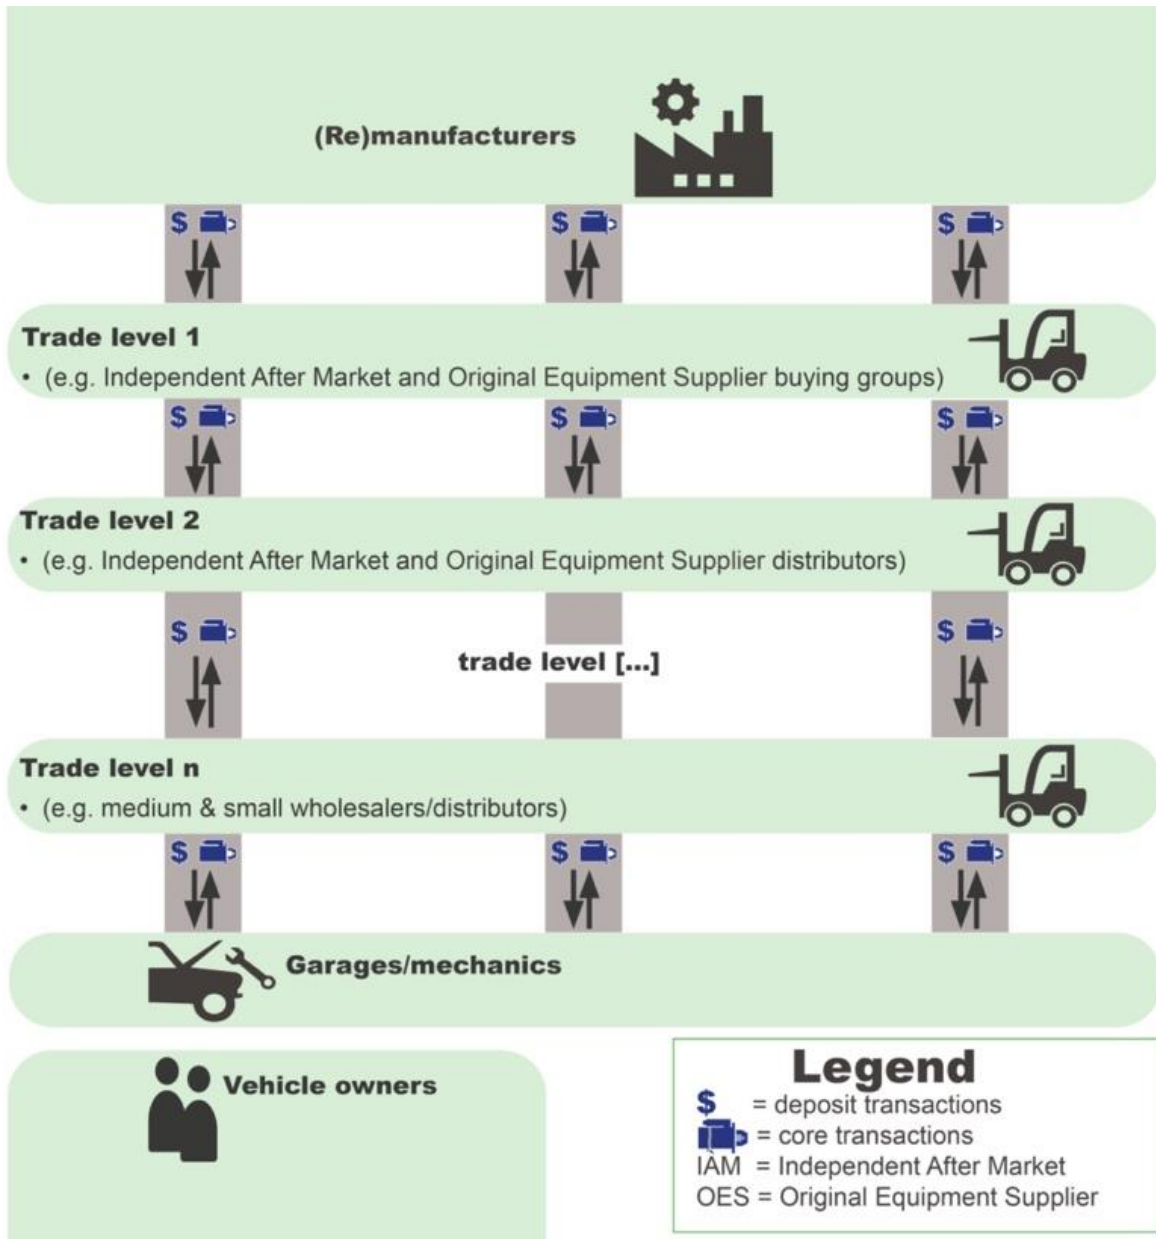 (Re)manufacturers
$
$
$
Trade level 1
• (e.g. Independent After Market and Original Equipment Supplier buying groups)
$
$
$
Trade level 2
• (e.g. Independent After Market and Original Equipment Supplier distributors)
$
$
trade level [...]
Trade level n
• (e.g. medium & small wholesalers/distributors)
$
$
$
Garages/mechanics
Vehicle owners
Legend
$ = deposit transactions
= core transactions
IAM = Independent After Market
OES = Original Equipment Supplier